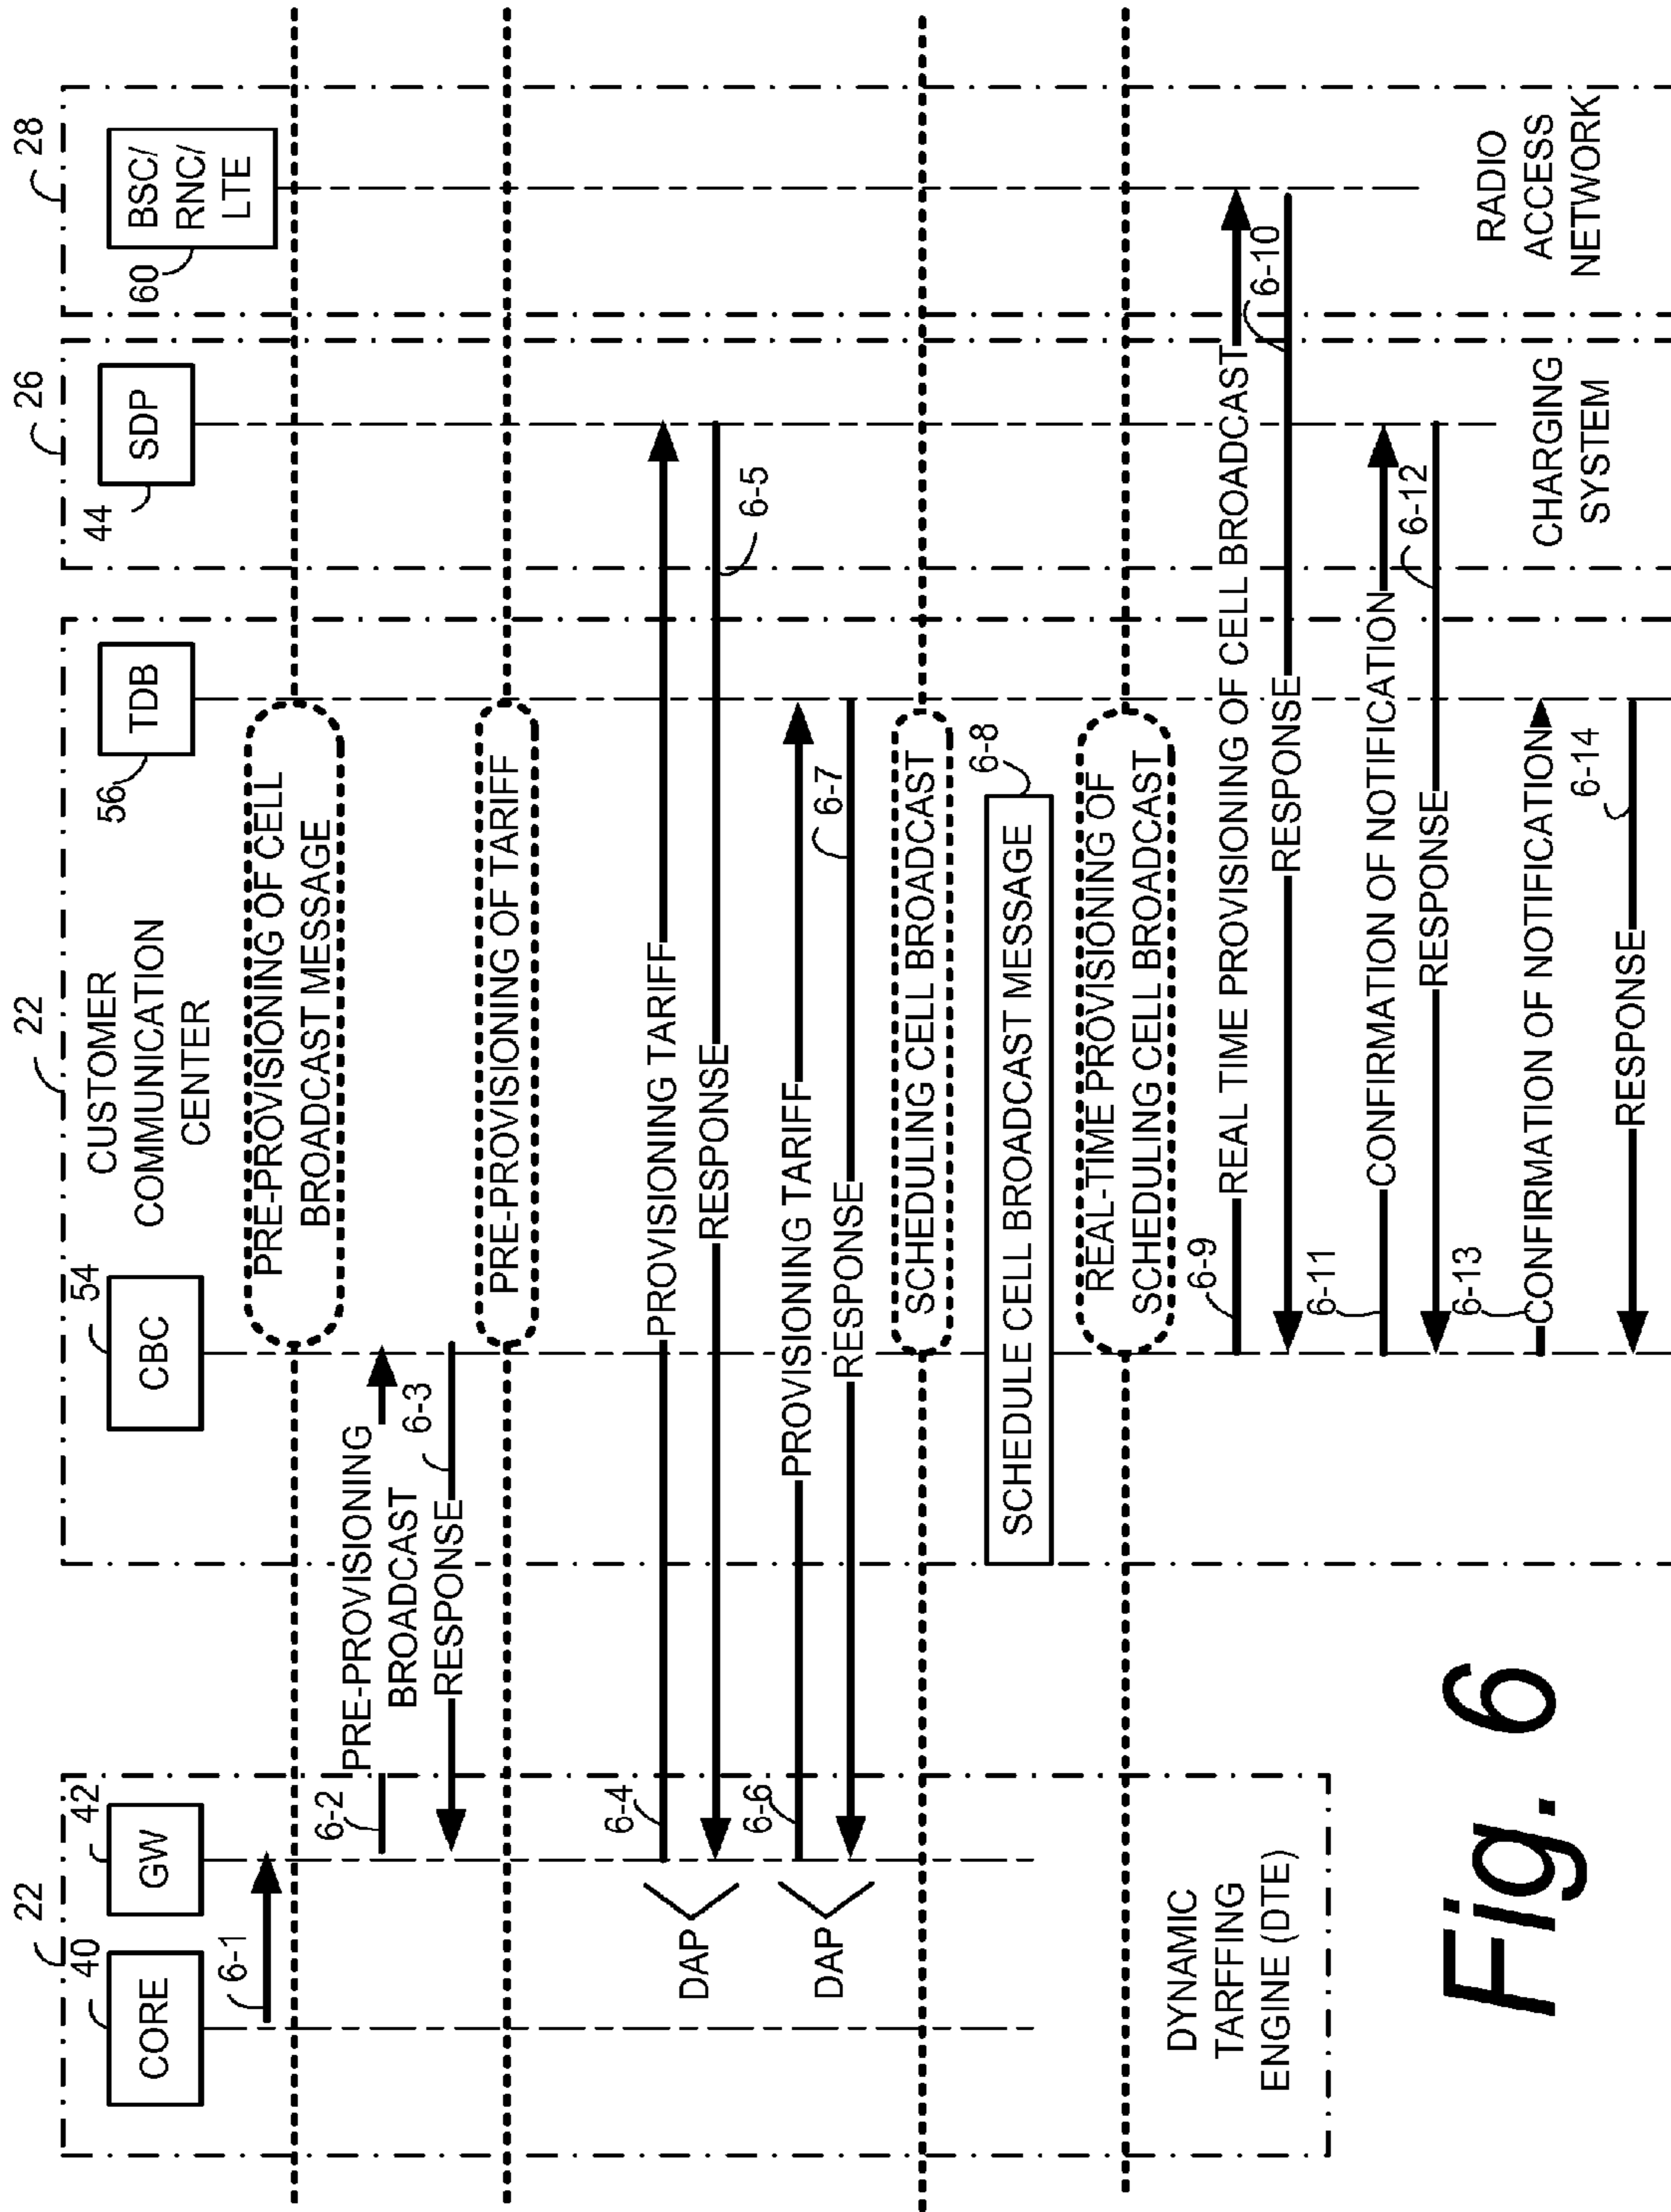 22
40
CORE
42
GW
22
CUSTOMER
COMMUNICATION
CENTER
54
CBC
56
TDB
26
44
SDP
28
60
BSC/
RNC/
LTE
6-1
PRE-PROVISIONING OF CELL
BROADCAST MESSAGE
6-2
PRE-PROVISIONING
BROADCAST
6-3
RESPONSE
PRE-PROVISIONING OF TARIFF
6-4
PROVISIONING TARIFF
DAP
RESPONSE
6-5
6-6
PROVISIONING TARIFF
DAP
RESPONSE
6-7
SCHEDULING CELL BROADCAST
SCHEDULE CELL BROADCAST MESSAGE
6-8
REAL-TIME PROVISIONING OF
SCHEDULING CELL BROADCAST
6-9
REAL TIME PROVISIONING OF CELL BROADCAST
RESPONSE
6-10
6-11
CONFIRMATION OF NOTIFICATION
RESPONSE
6-12
6-13
CONFIRMATION OF NOTIFICATION
RESPONSE
6-14
DYNAMIC
TARFFING
ENGINE (DTE)
CHARGING
SYSTEM
RADIO
ACCESS
NETWORK
Fig. 6